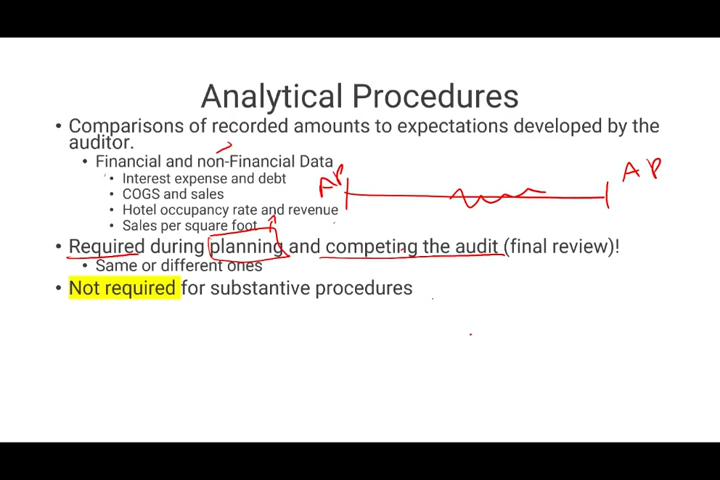 Analytical Procedures
• Comparisons of recorded amounts to expectations developed by the
auditor.
• Financial and non-Financial Data
• Interest expense and debt
• COGS and sales
• Hotel occupancy rate and revenue
• Sales per square foot
AP
AP
• Required during planning and competing the audit (final review)!
• Same or different ones
• Not required for substantive procedures